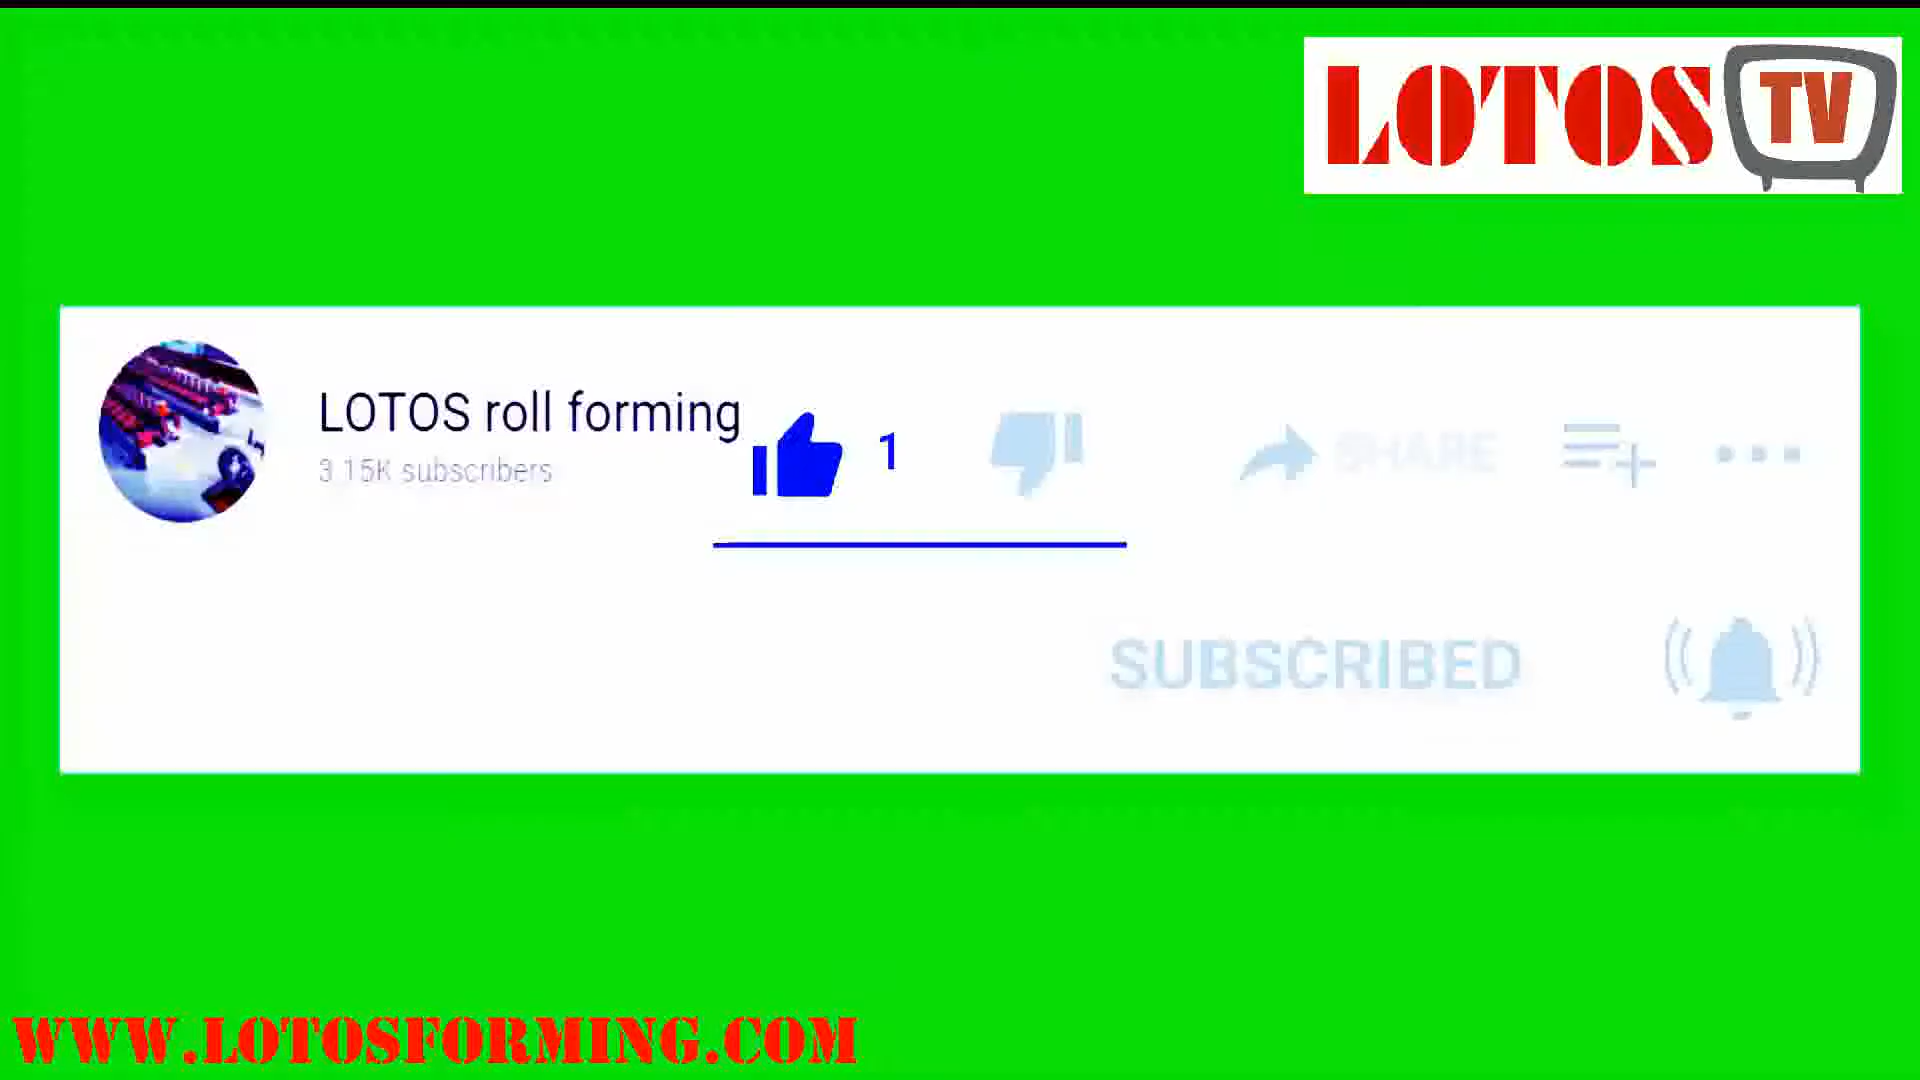 LOTOS TV
LOTOS roll forming
3.15K subscribers
1
SHARE
SUBSCRIBED
WWW.LOTOSFORMING.COM